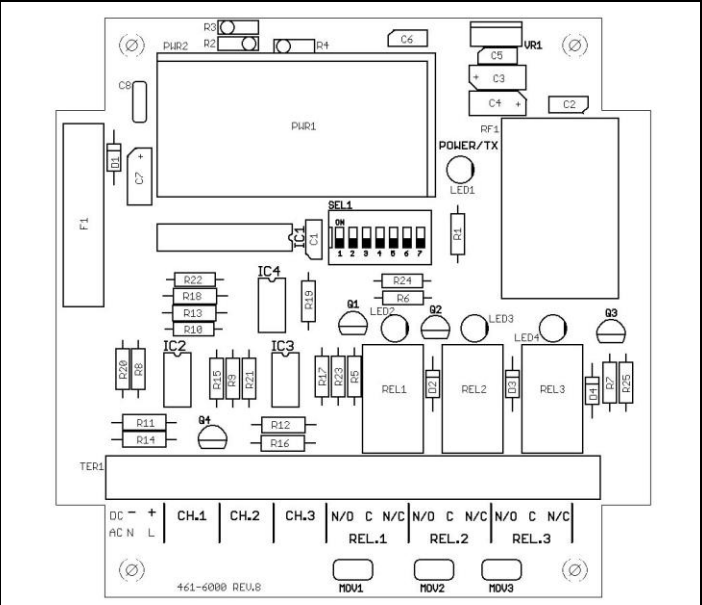 R3
R2
PWR2
R4
C6
VR1
C5
+ C3
C4 +
C2
C8
RF1
PWR1
POWER/TX
LED1
D1
+
C7
F1
SEL1
ON
1 2 3 4 5 6 7
IC1
C1
R1
R22
R18
R13
R10
IC4
R19
R24
R6
Q1
LED2
Q2
LED3
LED4
Q3
IC2
IC3
R20
R8
R15
R9
R21
R17
R23
R5
REL1
D2
REL2
D3
REL3
D4
R7
R25
R11
R14
Q4
R12
R16
TER1
DC - + CH.1 CH.2 CH.3 N/O C N/C N/O C N/C N/O C N/C
AC N L REL.1 REL.2 REL.3
461-6000 REV.8
MOV1 MOV2 MOV3